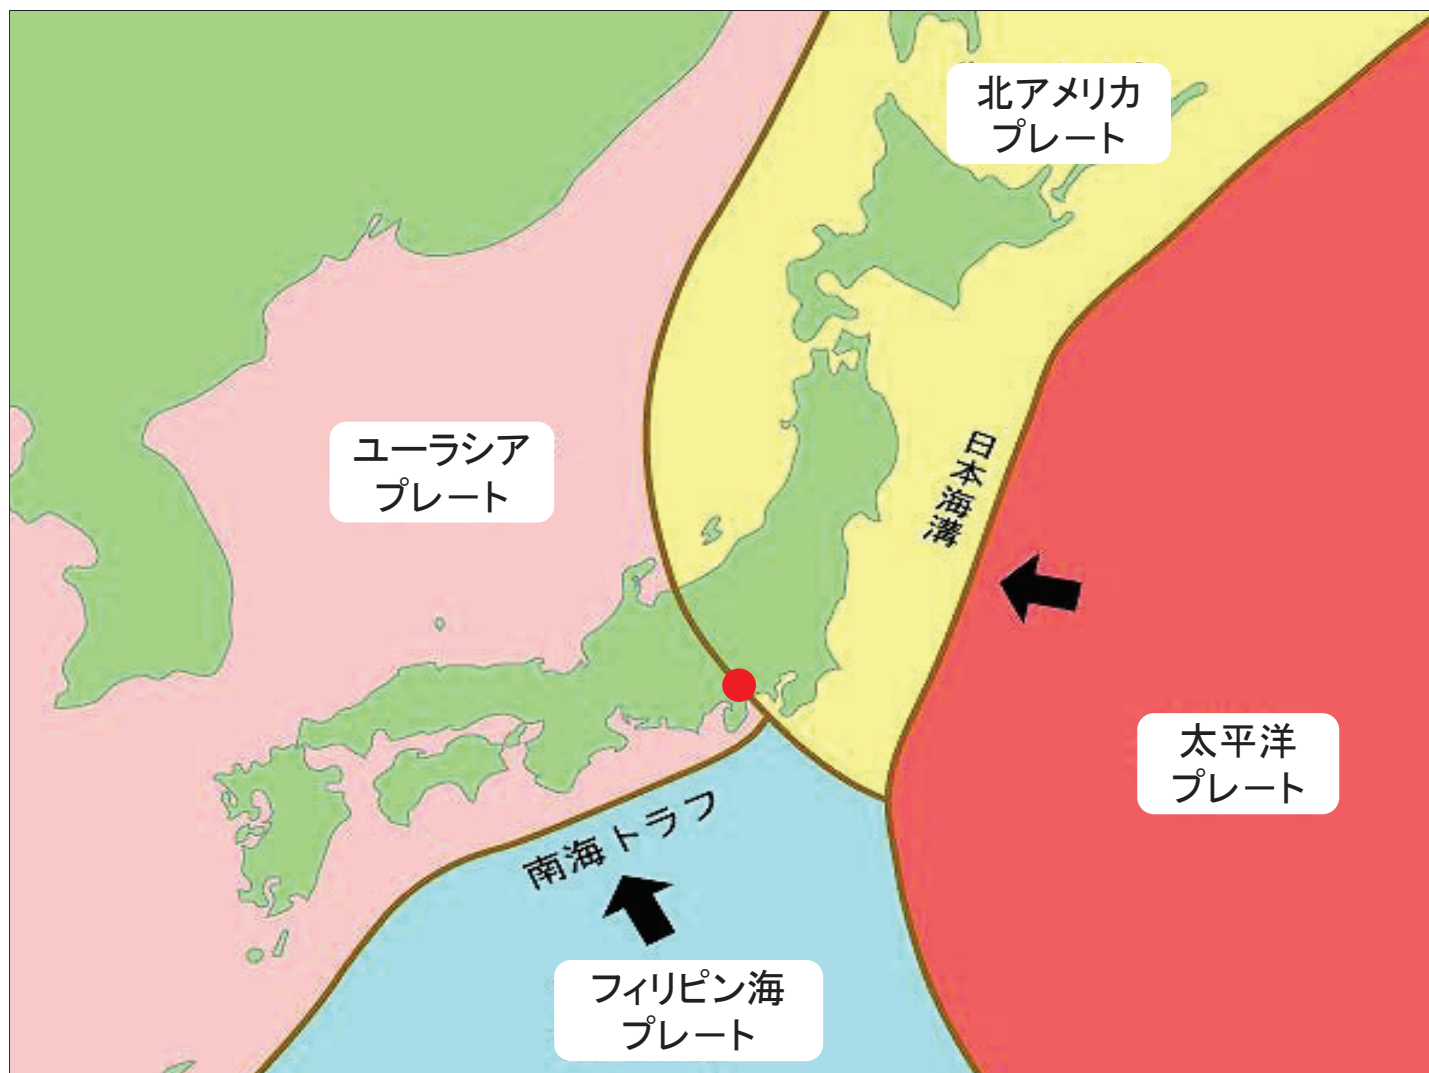 北アメリカ
プレート
ユーラシア
プレート
日本海溝
太平洋
プレート
南海トラフ
フィリピン海
プレート